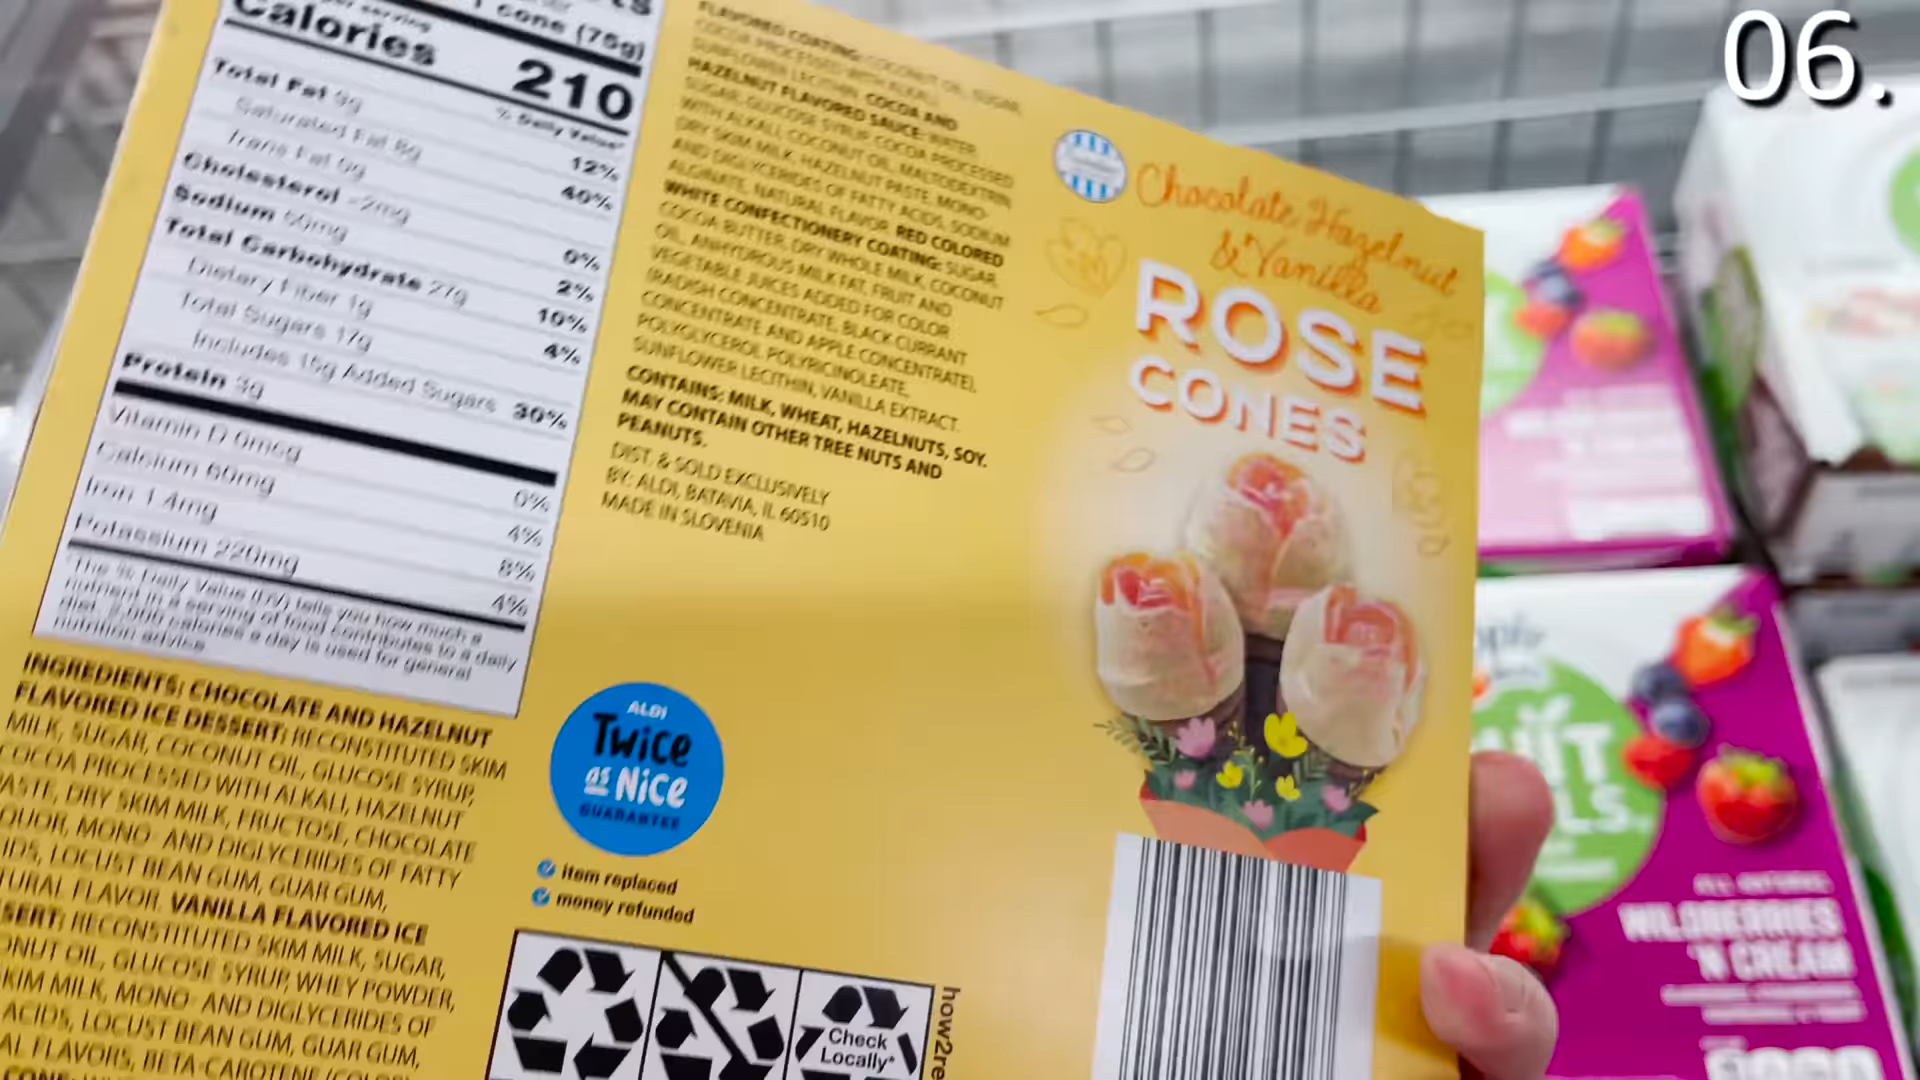 06.
1 cone (75g)
Calories 210
% Daily Value*
Total Fat 9g 12%
Saturated Fat 8g 40%
Trans Fat 0g
Cholesterol <2mg 0%
Sodium 50mg 2%
Total Carbohydrate 27g 10%
Dietary Fiber 1g 4%
Total Sugars 17g
Includes 15g Added Sugars 30%
Protein 3g
Vitamin D 0mcg 0%
Calcium 60mg 4%
Iron 1.4mg 8%
Potassium 220mg 4%
*The % Daily Value (DV) tells you how much a
nutrient in a serving of food contributes to a daily
diet. 2,000 calories a day is used for general
nutrition advice.
INGREDIENTS: CHOCOLATE AND HAZELNUT
FLAVORED ICE DESSERT: RECONSTITUTED SKIM
MILK, SUGAR, COCONUT OIL, GLUCOSE SYRUP,
COCOA PROCESSED WITH ALKALI, HAZELNUT
PASTE, DRY SKIM MILK, FRUCTOSE, CHOCOLATE
MONO- AND DIGLYCERIDES OF FATTY
LOCUST BEAN GUM, GUAR GUM,
FLAVOR. VANILLA FLAVORED ICE
RECONSTITUTED SKIM MILK, SUGAR,
OIL, GLUCOSE SYRUP, WHEY POWDER,
MILK, MONO- AND DIGLYCERIDES OF
ACIDS, LOCUST BEAN GUM, GUAR GUM,
FLAVORS, BETA-CAROTENE (COLOR)
FLAVORED COATING: COCONUT OIL, SUGAR,
COCOA PROCESSED WITH ALKALI,
SUNFLOWER LECITHIN. COCOA AND
HAZELNUT FLAVORED SAUCE: WATER,
SUGAR, GLUCOSE SYRUP, COCOA PROCESSED
WITH ALKALI, COCONUT OIL, MALTODEXTRIN,
DRY SKIM MILK, HAZELNUT PASTE, MONO-
AND DIGLYCERIDES OF FATTY ACIDS, SODIUM
ALGINATE, NATURAL FLAVOR. RED COLORED
WHITE CONFECTIONERY COATING: SUGAR,
COCOA BUTTER, DRY WHOLE MILK, COCONUT
OIL, ANHYDROUS MILK FAT, FRUIT AND
VEGETABLE JUICES ADDED FOR COLOR
(RADISH CONCENTRATE, BLACK CURRANT
CONCENTRATE AND APPLE CONCENTRATE),
POLYGLYCEROL POLYRICINOLEATE,
SUNFLOWER LECITHIN, VANILLA EXTRACT.
CONTAINS: MILK, WHEAT, HAZELNUTS, SOY.
MAY CONTAIN OTHER TREE NUTS AND
PEANUTS.
DIST. & SOLD EXCLUSIVELY
BY: ALDI, BATAVIA, IL 60510
MADE IN SLOVENIA
ALDI
Twice
as Nice
GUARANTEE
item replaced
money refunded
Check
Locally*
how2re
Chocolate Hazelnut
& Vanilla
ROSE
CONES
ALL NATURAL
WILDBERRIES
'N CREAM